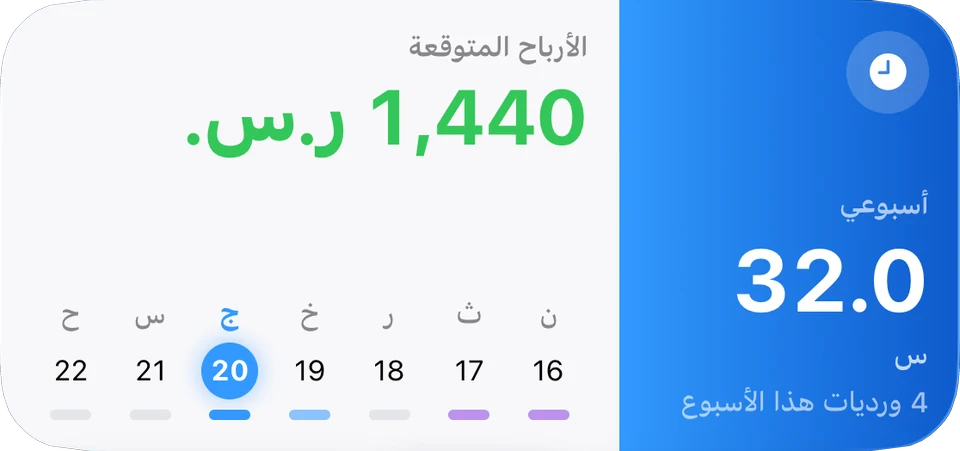 أسبوعي
32.0
س
4 ورديات هذا الأسبوع
الأرباح المتوقعة
1,440 ر.س.
ن ث ر خ ج س ح
16 17 18 19 20 21 22